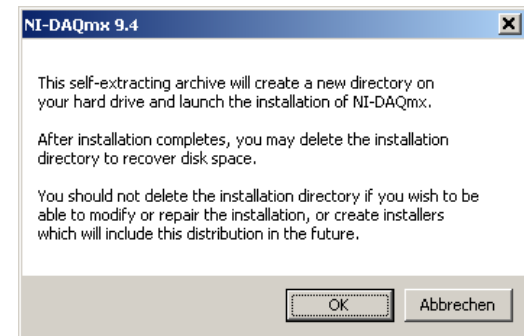 NI-DAQmx 9.4
This self-extracting archive will create a new directory on
your hard drive and launch the installation of NI-DAQmx.
After installation completes, you may delete the installation
directory to recover disk space.
You should not delete the installation directory if you wish to be
able to modify or repair the installation, or create installers
which will include this distribution in the future.
OK
Abbrechen